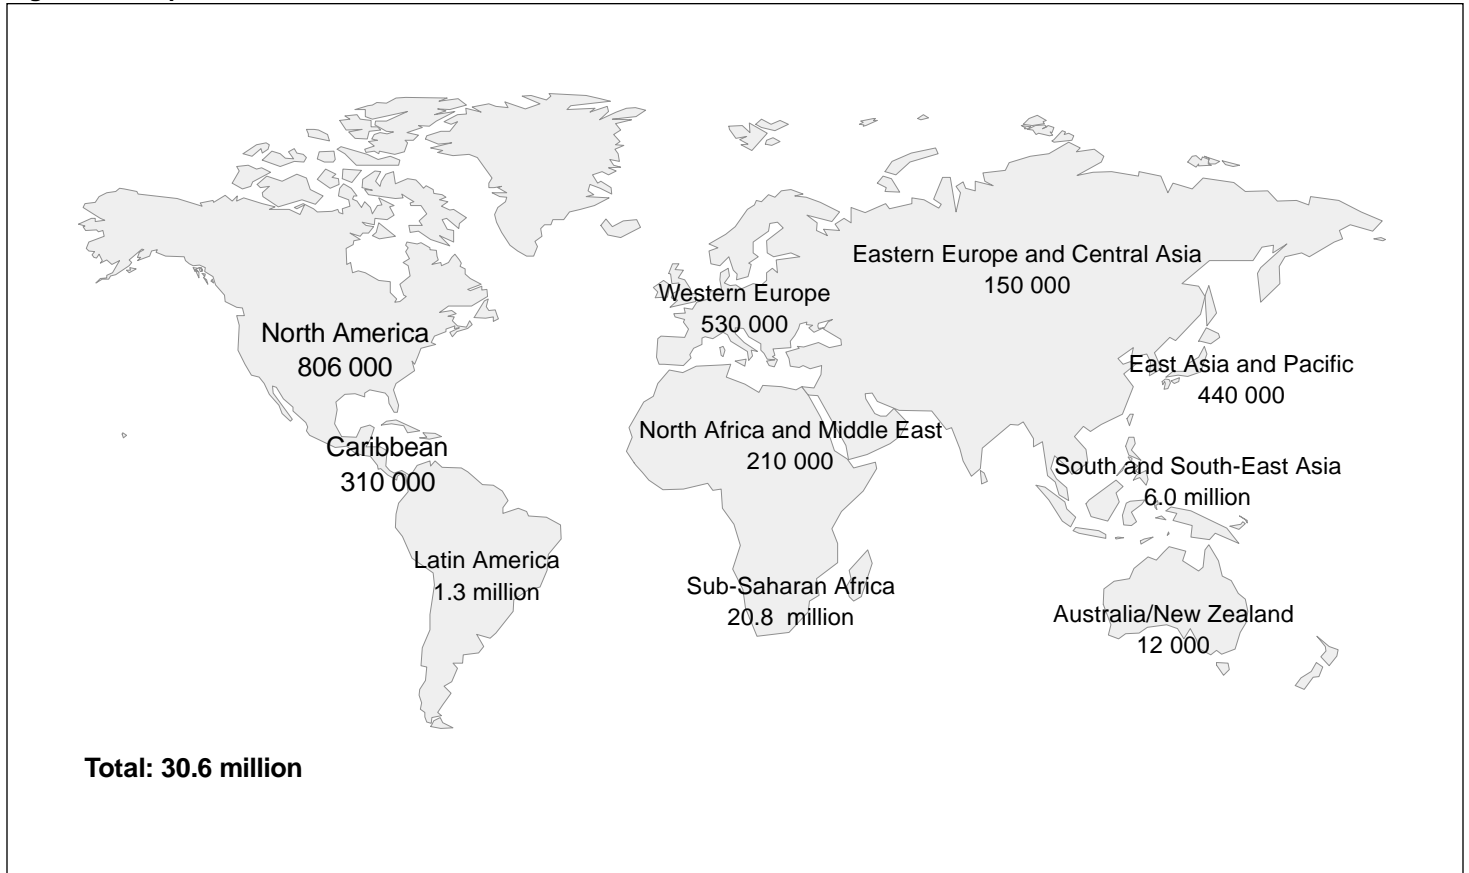 Eastern Europe and Central Asia
150 000
Western Europe
530 000
North America
806 000
East Asia and Pacific
440 000
North Africa and Middle East
210 000
Caribbean
310 000
South and South-East Asia
6.0 million
Latin America
1.3 million
Sub-Saharan Africa
20.8 million
Australia/New Zealand
12 000
Total: 30.6 million